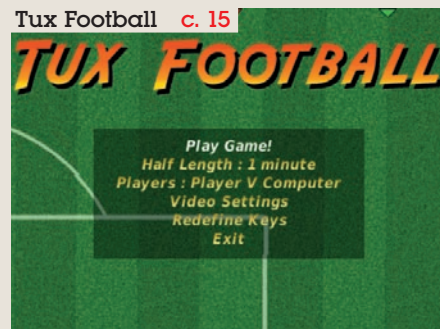 Tux Football c. 15
TUX FOOTBALL
Play Game!
Half Length : 1 minute
Players : Player V Computer
Video Settings
Redefine Keys
Exit